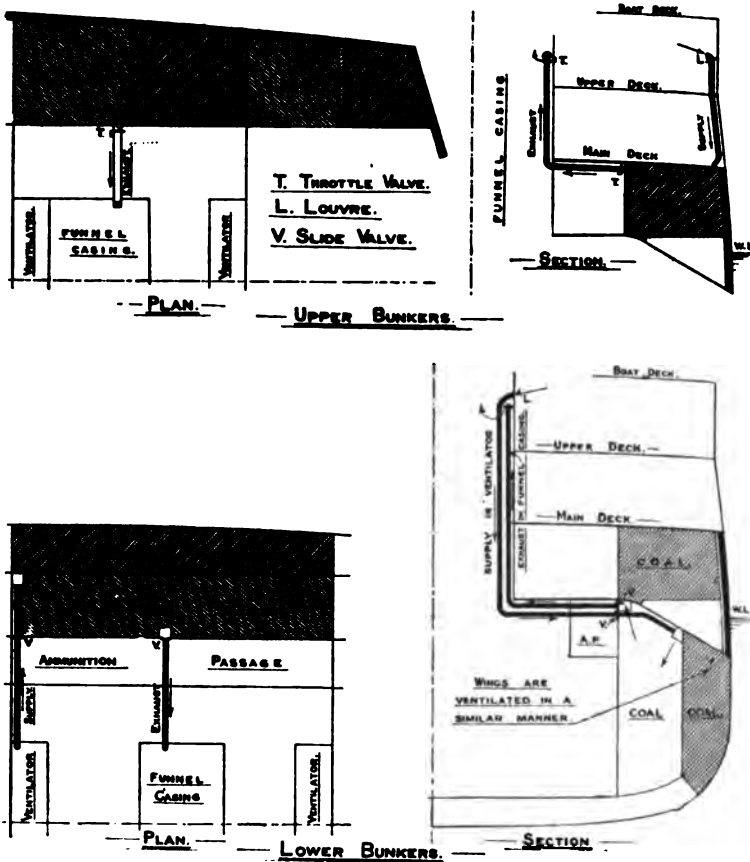 BOAT DECK.
L.
T.
L.
UPPER DECK.
FUNNEL CASING
EXHAUST
SUPPLY
MAIN DECK
T.
W.L
SECTION.
T.
EXHAUST
T. THROTTLE VALVE.
L. LOUVRE.
V. SLIDE VALVE.
VENTILATOR
FUNNEL
CASING.
VENTILATOR
PLAN.
UPPER BUNKERS.
BOAT DECK.
L.
L.
SUPPLY IN VENTILATOR
EXHAUST IN FUNNEL CASING.
UPPER DECK.
MAIN DECK
COAL.
W.L.
V.
V.
A.P.
WINGS ARE
VENTILATED IN A
SIMILAR MANNER
COAL
COAL.
SECTION
V.
V.
AMMUNITION
PASSAGE
SUPPLY
EXHAUST
VENTILATOR
FUNNEL
CASING
VENTILATOR
PLAN.
LOWER BUNKERS.